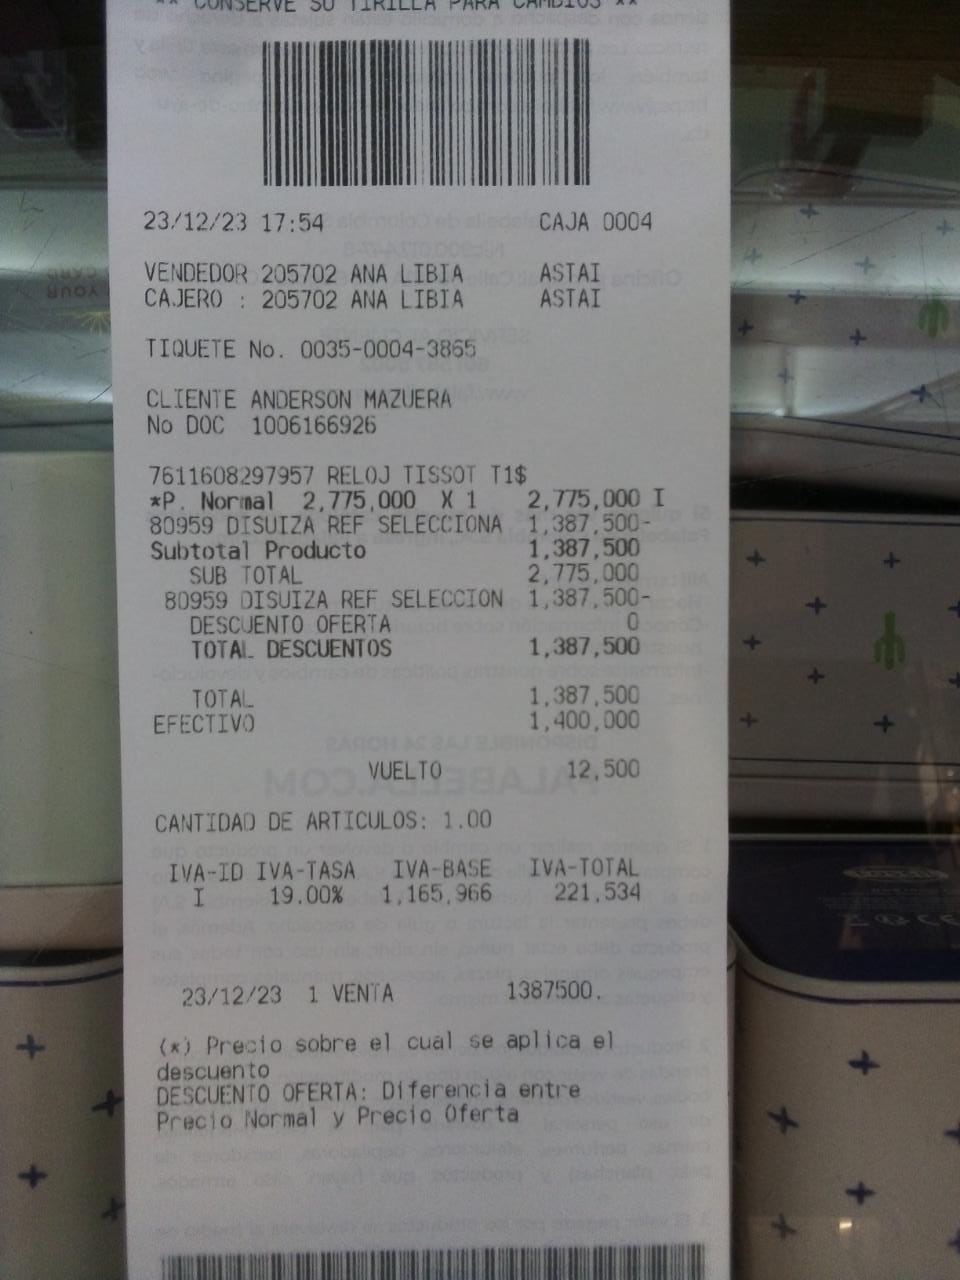 ** CONSERVE SU TIRILLA PARA CAMBIOS **
23/12/23 17:54 CAJA 0004
VENDEDOR 205702 ANA LIBIA ASTAI
CAJERO : 205702 ANA LIBIA ASTAI
TIQUETE No. 0035-0004-3865
CLIENTE ANDERSON MAZUERA
No DOC 1006166926
7611608297957 RELOJ TISSOT T1$
*P. Normal 2,775,000 X 1 2,775,000 I
80959 DISUIZA REF SELECCIONA 1,387,500-
Subtotal Producto 1,387,500
SUB TOTAL 2,775,000
80959 DISUIZA REF SELECCION 1,387,500-
DESCUENTO OFERTA 0
TOTAL DESCUENTOS 1,387,500
TOTAL 1,387,500
EFECTIVO 1,400,000
VUELTO 12,500
CANTIDAD DE ARTICULOS: 1.00
IVA-ID IVA-TASA IVA-BASE IVA-TOTAL
I 19.00% 1,165,966 221,534
23/12/23 1 VENTA 1387500.
(*) Precio sobre el cual se aplica el
descuento
DESCUENTO OFERTA: Diferencia entre
Precio Normal y Precio Oferta